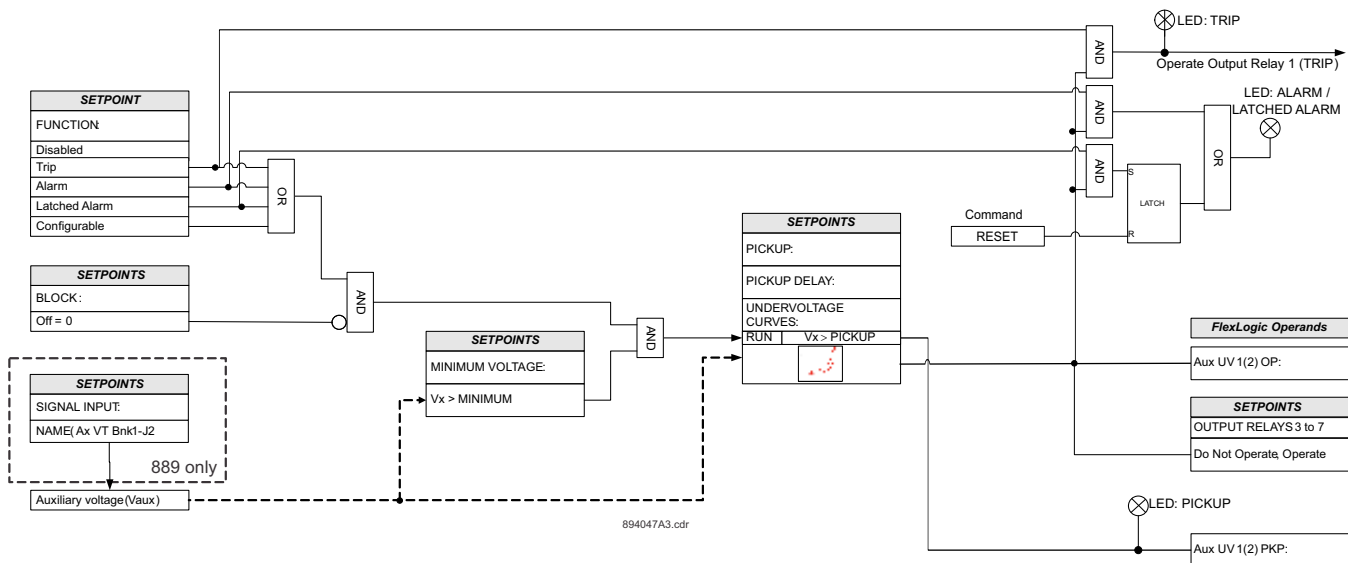 LED: TRIP
AND
Operate Output Relay 1 (TRIP)
LED: ALARM /
LATCHED ALARM
AND
OR
AND
S
LATCH
R
Command
RESET
SETPOINT
FUNCTION:
Disabled
Trip
Alarm
Latched Alarm
Configurable
OR
SETPOINTS
BLOCK :
Off = 0
AND
SETPOINTS
SIGNAL INPUT:
NAME( Ax VT Bnk1-J2
889 only
Auxiliary voltage(Vaux)
SETPOINTS
MINIMUM VOLTAGE:
Vx > MINIMUM
AND
SETPOINTS
PICKUP:
PICKUP DELAY:
UNDERVOLTAGE
CURVES:
RUN Vx > PICKUP
FlexLogic Operands
Aux UV 1(2) OP:
SETPOINTS
OUTPUT RELAYS 3 to 7
Do Not Operate, Operate
LED: PICKUP
Aux UV 1(2) PKP:
894047A3.cdr